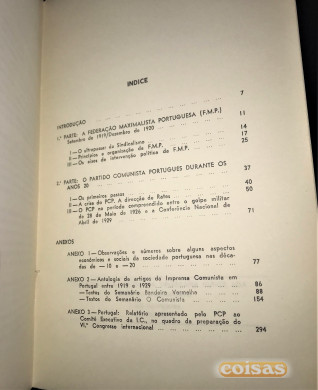 INDICE
INTRODUÇÃO 7
1.ª PARTE: A FEDERAÇÃO MAXIMALISTA PORTUGUESA (F.M.P.)
Setembro de 1919/Dezembro de 1920 11
I — O ultrapassar do Sindicalismo 14
II — Princípios e organização da F.M.P. 17
III — Os eixos de intervenção política da F.M.P. 25
2.ª PARTE: O PARTIDO COMUNISTA PORTUGUES DURANTE OS
ANOS 20 37
I — Os primeiros passos 40
II — A crise do PCP. A direcção de Rates 50
III — O PCP no período compreendido entre o golpe militar
de 28 de Maio de 1926 e a Conferência Nacional de
Abril de 1929 71
ANEXOS
ANEXO 1 — Observações e números sobre alguns aspectos
económicos e sociais da sociedade portuguesa nas déca-
das de — 10 e — 20 77
ANEXO 2 — Antologia de artigos da Imprensa Comunista em
Portugal entre 1919 e 1929 86
— Textos do Semanário Bandeira Vermelha 88
— Textos do Semanário O Comunista 154
ANEXO 3 — Portugal: Relatório apresentado pelo PCP ao
Comité Executivo da I.C., no quadro da preparação do
VI.º Congresso Internacional 294
coisas